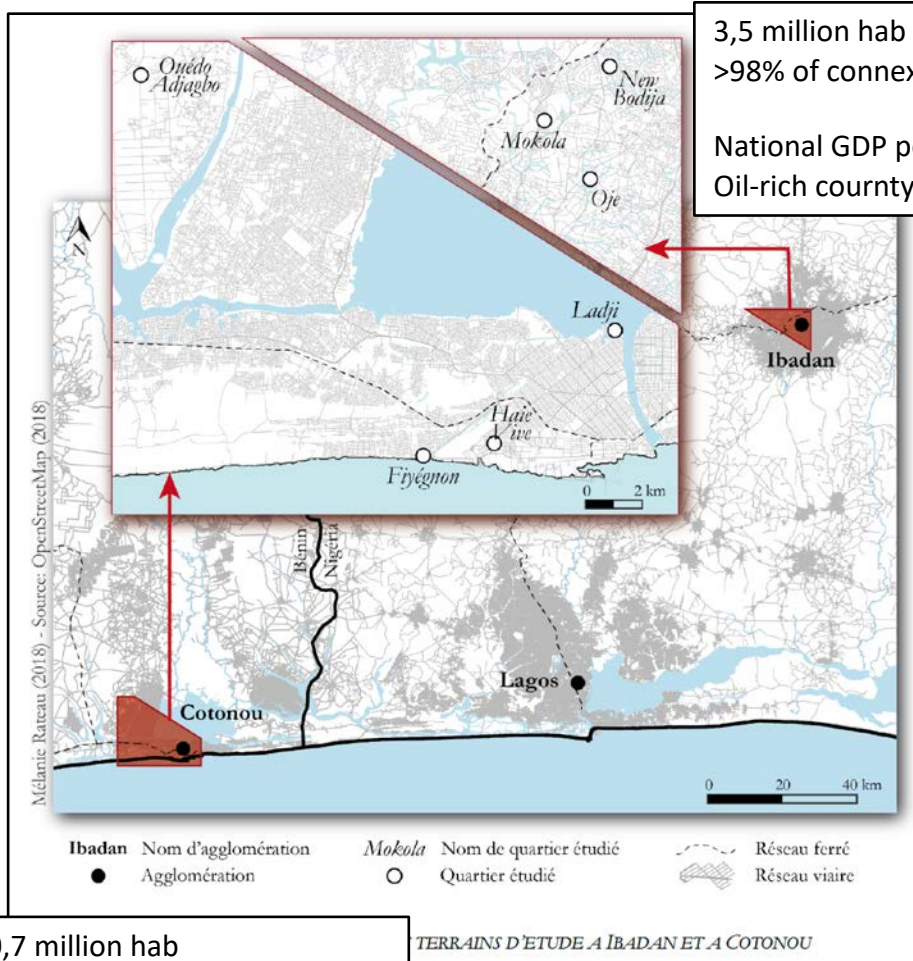 3,5 million hab
>98% of
National GDP
Oil-rich courntry
Ouédo
Adjagbo
New
Bodija
Mokola
Oje
N
Ladji
Ibadan
Haie
Vive
Fiyégnon
0 2 km
Bénin
Nigéria
Lagos
Cotonou
0 20 40 km
Mélanie Rateau (2018) - Source: OpenStreetMap (2018)
Ibadan Nom d'agglomération Mokola Nom de quartier étudié Réseau ferré
Agglomération Quartier étudié Réseau viaire
,7 million hab
TERRAINS D'ETUDE A IBADAN ET A COTONOU